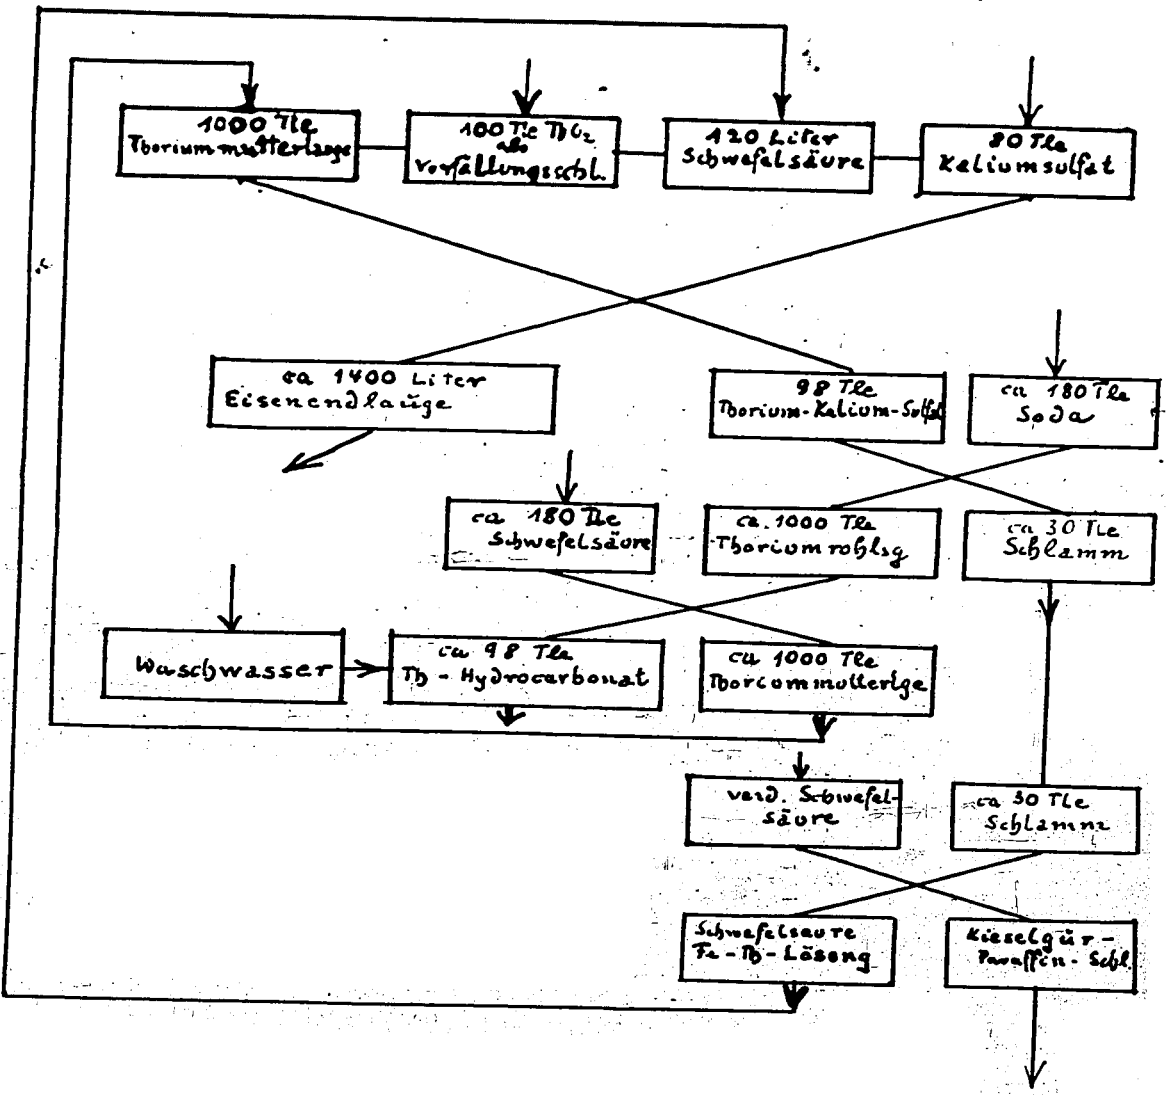 1000 Tle
Thoriummutterlauge
100 Tle ThO2
als
Vorfällungsschl.
420 Liter
Schwefelsäure
80 Tle
Kaliumsulfat
ca 1400 Liter
Eisenendlauge
98 Tle
Thorium-Kalium-Sulfat
ca 180 Tle
Soda
ca 180 Tle
Schwefelsäure
ca. 1000 Tle
Thoriumrohlsg
ca 30 Tle
Schlamm
Waschwasser
ca 98 Tle
Th-Hydrocarbonat
ca 1000 Tle
Thoriummutterlge
verd. Schwefel-
säure
ca 30 Tle
Schlamm
Schwefelsaure
Fe-Th-Lösung
Kieselgür-
Paraffin-Schl.